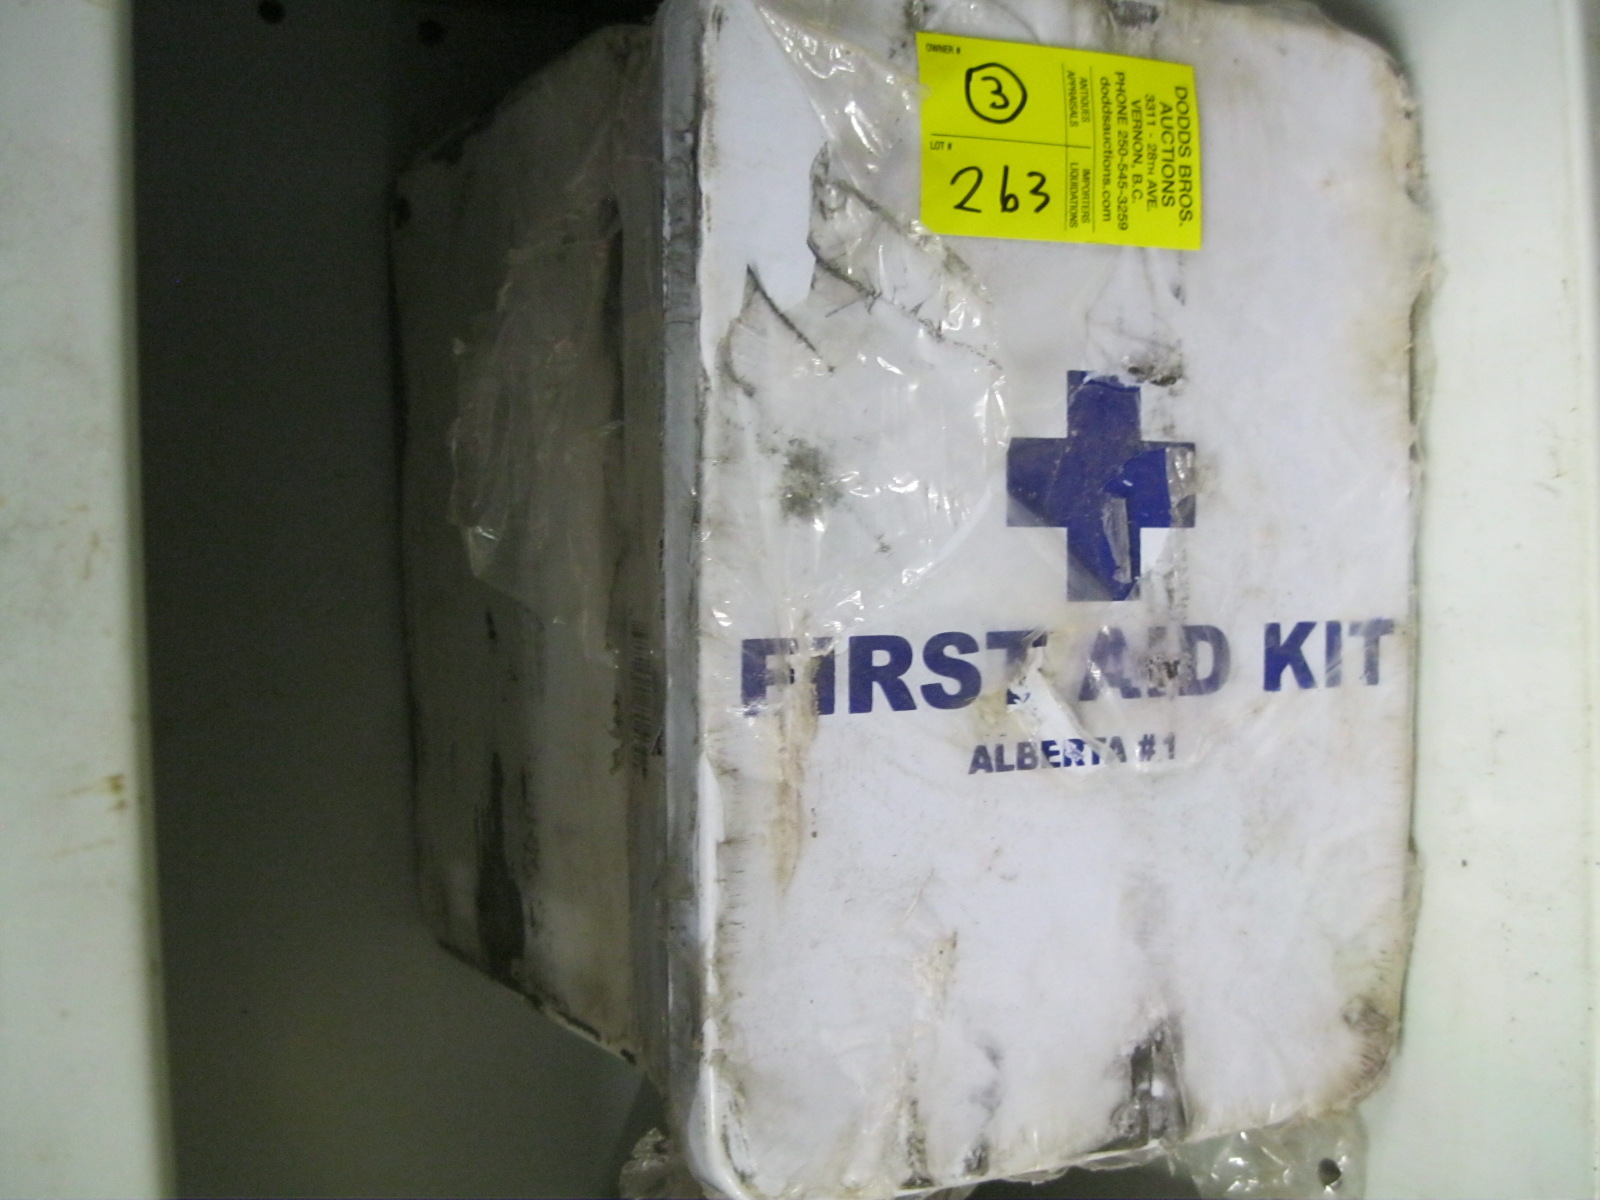 DODDS BROS.
AUCTIONS
3311 - 28TH AVE.
VERNON, B.C.
PHONE 250-545-3259
doddsauctions.com
ANTIQUES
APPRAISALS
IMPORTERS
LIQUIDATIONS
OWNER #
3
LOT #
263
FIRST AID KIT
ALBERTA #1